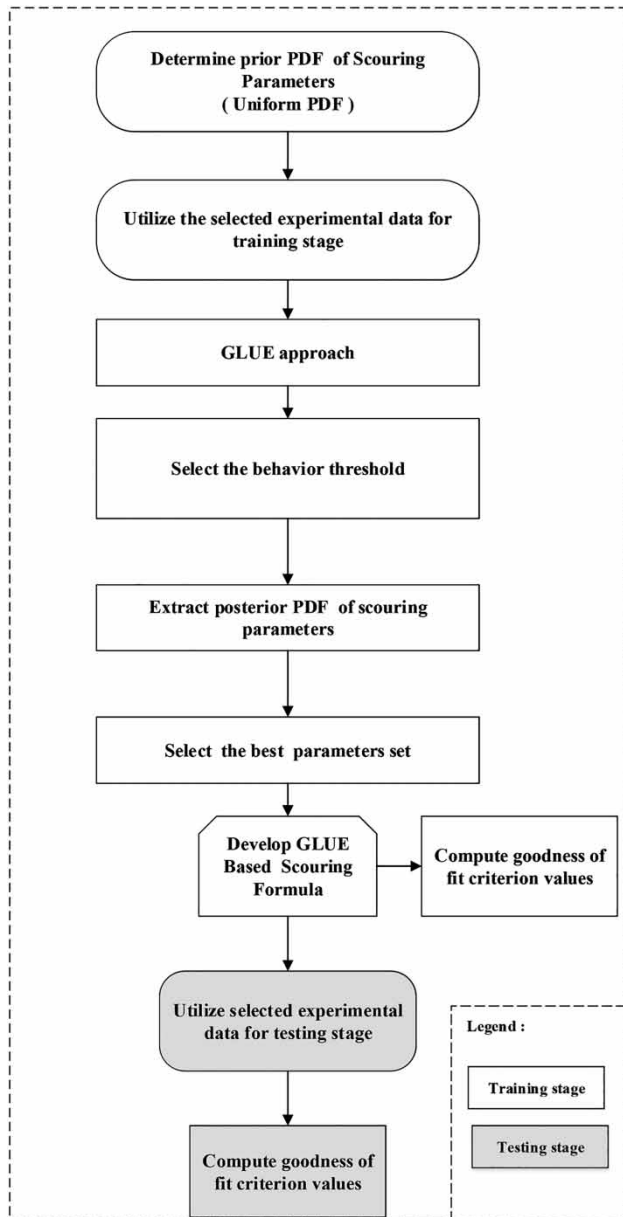 Determine prior PDF of Scouring
Parameters
( Uniform PDF )
Utilize the selected experimental data for
training stage
GLUE approach
Select the behavior threshold
Extract posterior PDF of scouring
parameters
Select the best parameters set
Develop GLUE
Based Scouring
Formula
Compute goodness of
fit criterion values
Utilize selected experimental
data for testing stage
Compute goodness of
fit criterion values
Legend :
Training stage
Testing stage